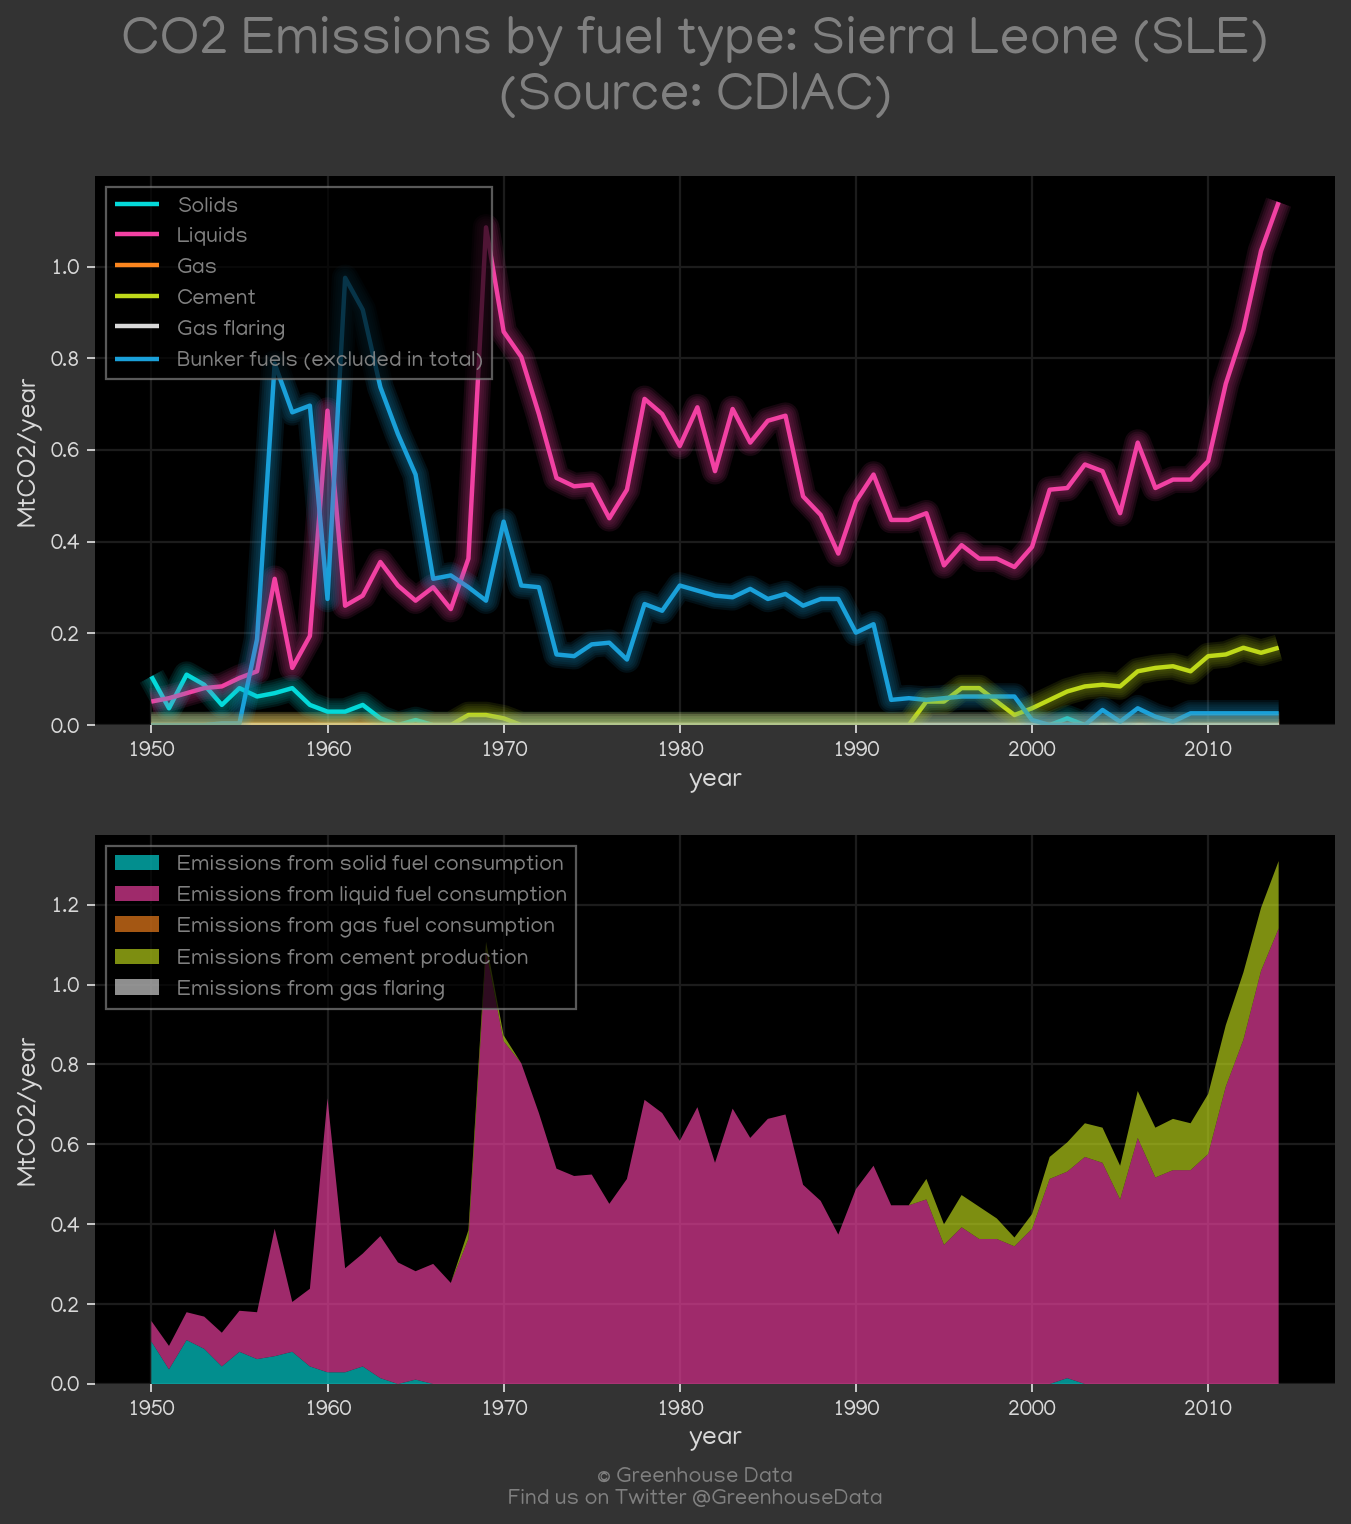 CO2 Emissions by fuel type: Sierra Leone (SLE)
(Source: CDIAC)
Solids
Liquids
Gas
Cement
Gas flaring
Bunker fuels (excluded in total)
MtCO2/year
1.0
0.8
0.6
0.4
0.2
0.0
1950 1960 1970 1980 1990 2000 2010
year
Emissions from solid fuel consumption
Emissions from liquid fuel consumption
Emissions from gas fuel consumption
Emissions from cement production
Emissions from gas flaring
MtCO2/year
1.2
1.0
0.8
0.6
0.4
0.2
0.0
1950 1960 1970 1980 1990 2000 2010
year
© Greenhouse Data
Find us on Twitter @GreenhouseData